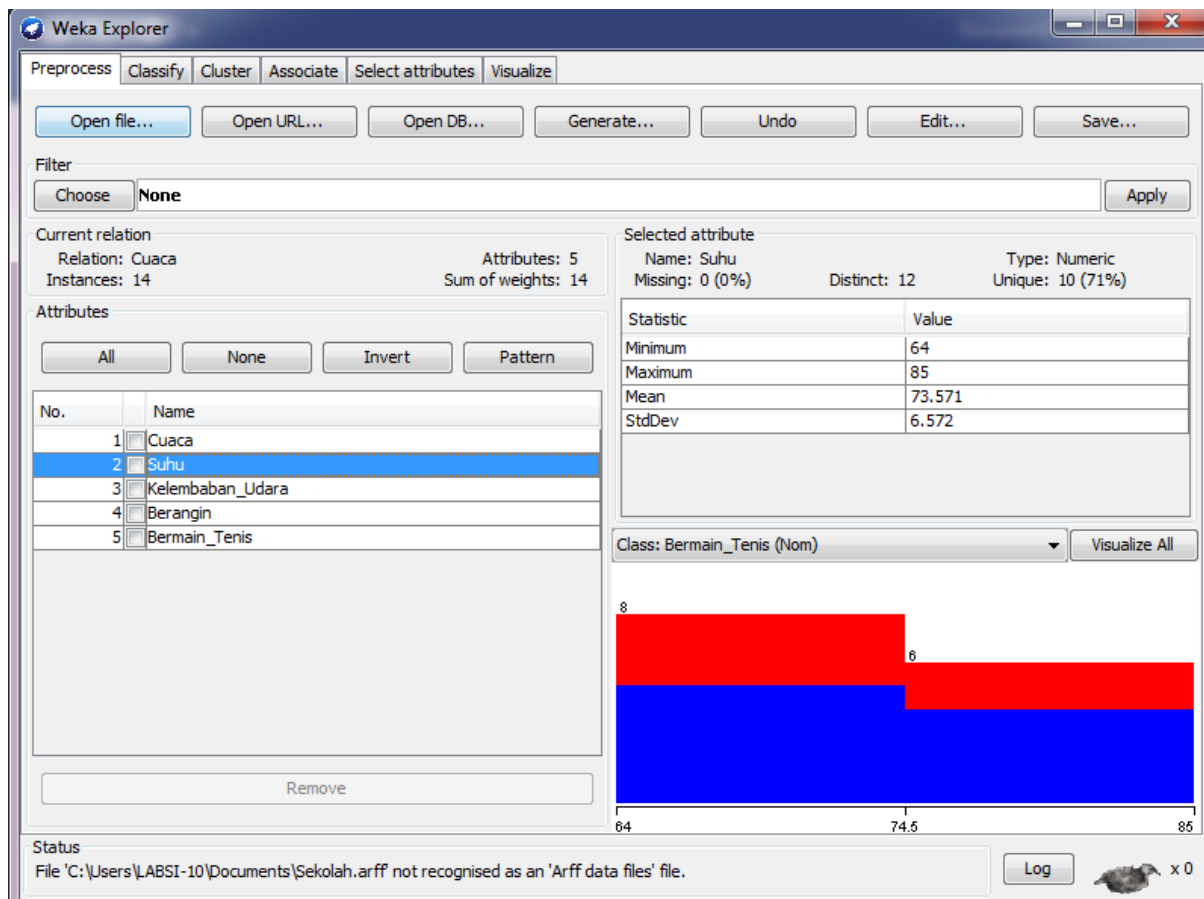 Weka Explorer
Preprocess Classify Cluster Associate Select attributes Visualize
Open file... Open URL... Open DB... Generate... Undo Edit... Save...
Filter
Choose None Apply
Current relation
Relation: Cuaca Attributes: 5
Instances: 14 Sum of weights: 14
Selected attribute
Name: Suhu Type: Numeric
Missing: 0 (0%) Distinct: 12 Unique: 10 (71%)
Attributes
All None Invert Pattern
No. Name
1 Cuaca
2 Suhu
3 Kelembaban_Udara
4 Berangin
5 Bermain_Tenis
Remove
Statistic Value
Minimum 64
Maximum 85
Mean 73.571
StdDev 6.572
Class: Bermain_Tenis (Nom) Visualize All
8
6
64 74.5 85
Status
File 'C:\Users\LABSI-10\Documents\Sekolah.arff' not recognised as an 'Arff data files' file.
Log x 0